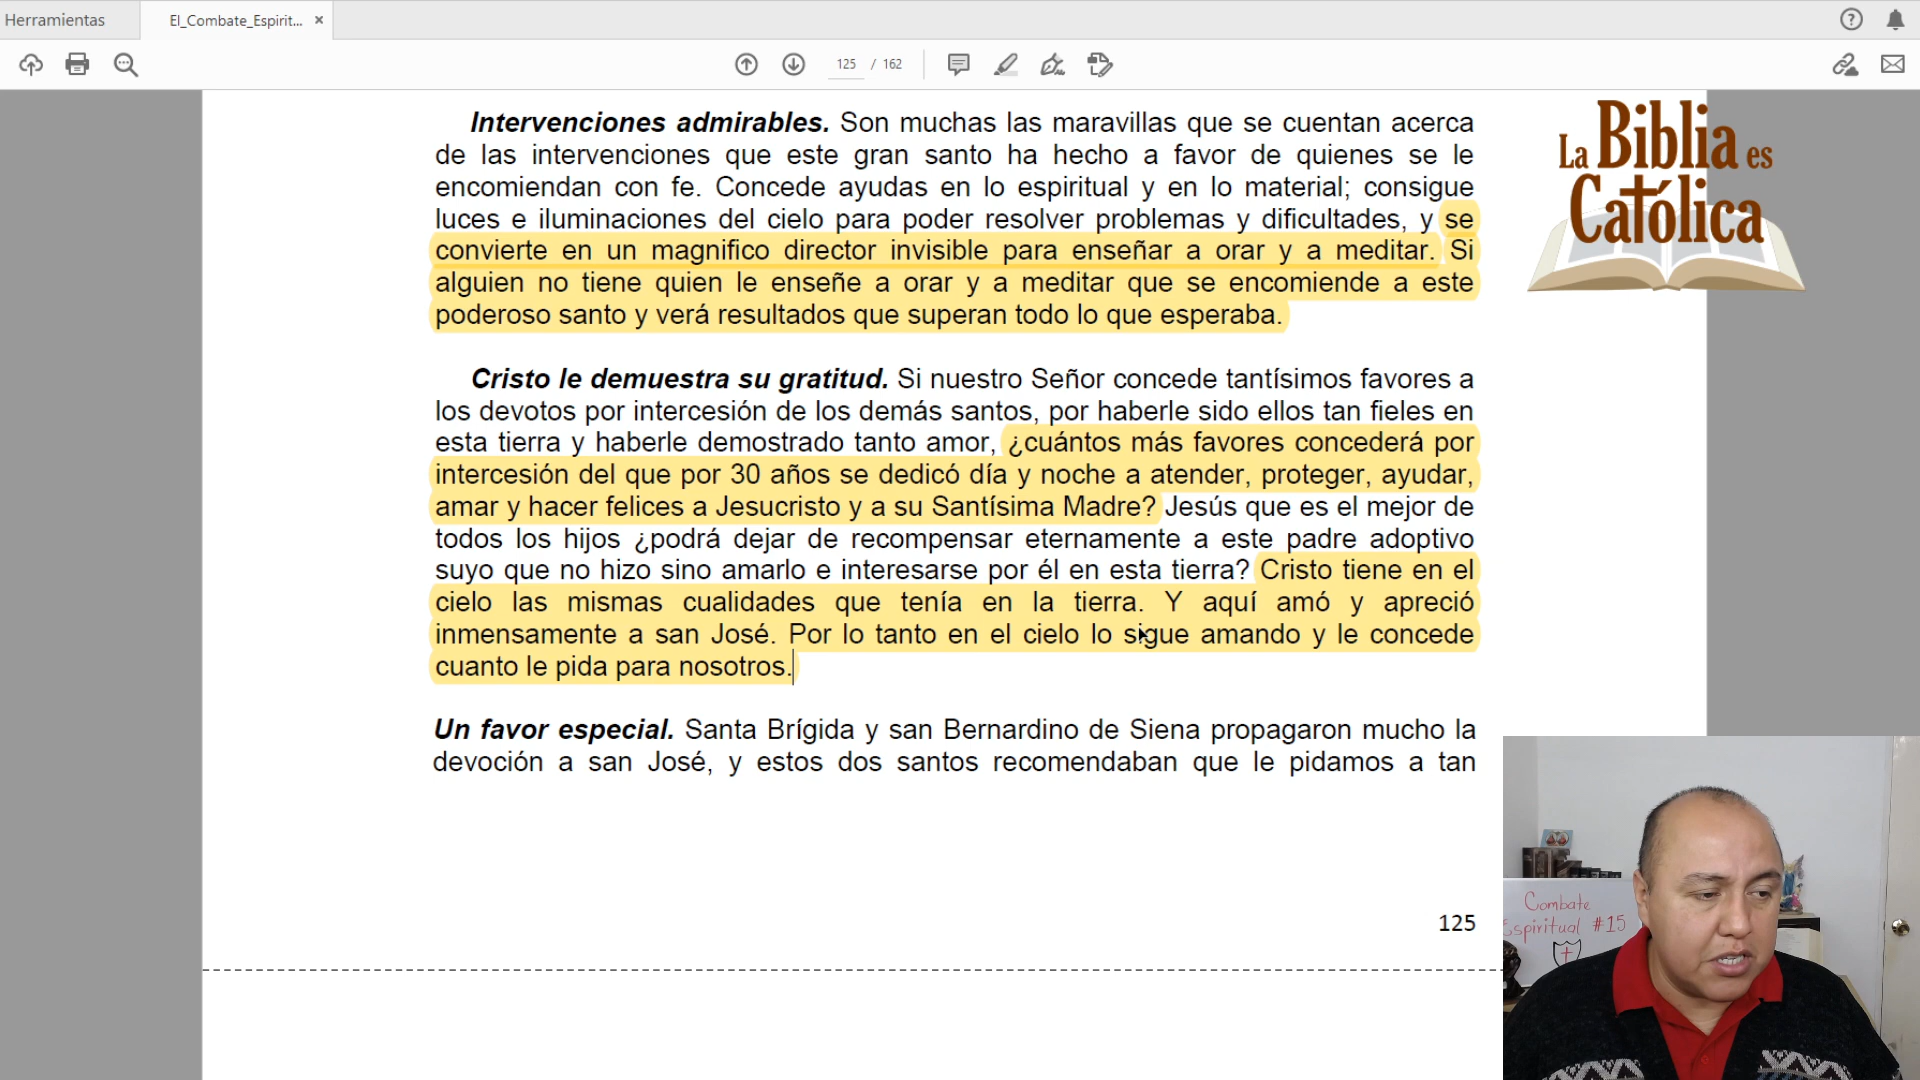 Herramientas
El_Combate_Espirit...
125 / 162
Intervenciones admirables. Son muchas las maravillas que se cuentan acerca
de las intervenciones que este gran santo ha hecho a favor de quienes se le
encomiendan con fe. Concede ayudas en lo espiritual y en lo material; consigue
luces e iluminaciones del cielo para poder resolver problemas y dificultades, y se
convierte en un magnifico director invisible para enseñar a orar y a meditar. Si
alguien no tiene quien le enseñe a orar y a meditar que se encomiende a este
poderoso santo y verá resultados que superan todo lo que esperaba.
Cristo le demuestra su gratitud. Si nuestro Señor concede tantísimos favores a
los devotos por intercesión de los demás santos, por haberle sido ellos tan fieles en
esta tierra y haberle demostrado tanto amor, ¿cuántos más favores concederá por
intercesión del que por 30 años se dedicó día y noche a atender, proteger, ayudar,
amar y hacer felices a Jesucristo y a su Santísima Madre? Jesús que es el mejor de
todos los hijos ¿podrá dejar de recompensar eternamente a este padre adoptivo
suyo que no hizo sino amarlo e interesarse por él en esta tierra? Cristo tiene en el
cielo las mismas cualidades que tenía en la tierra. Y aquí amó y apreció
inmensamente a san José. Por lo tanto en el cielo lo sigue amando y le concede
cuanto le pida para nosotros.
Un favor especial. Santa Brígida y san Bernardino de Siena propagaron mucho la
devoción a san José, y estos dos santos recomendaban que le pidamos a tan
125
La Biblia es
Católica
Combate
Espiritual #15